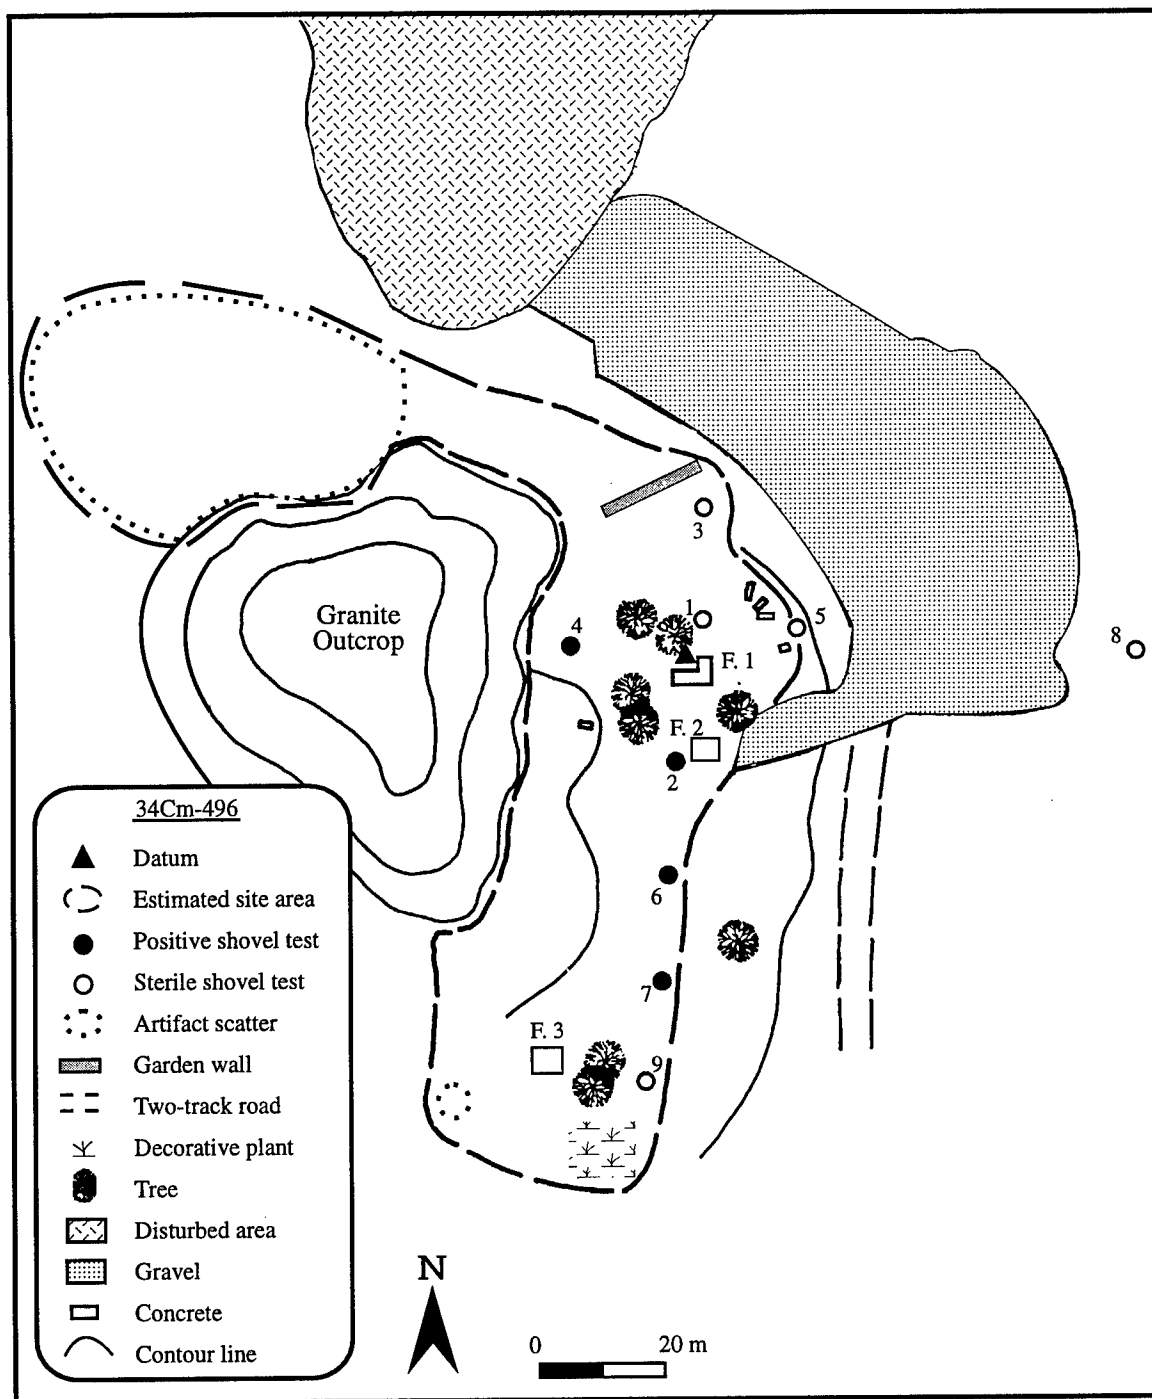 3
Granite
Outcrop
4
1
5
8
F. 1
F. 2
2
6
7
F. 3
9
34Cm-496
Datum
Estimated site area
Positive shovel test
Sterile shovel test
Artifact scatter
Garden wall
Two-track road
Decorative plant
Tree
Disturbed area
Gravel
Concrete
Contour line
N
0 20 m